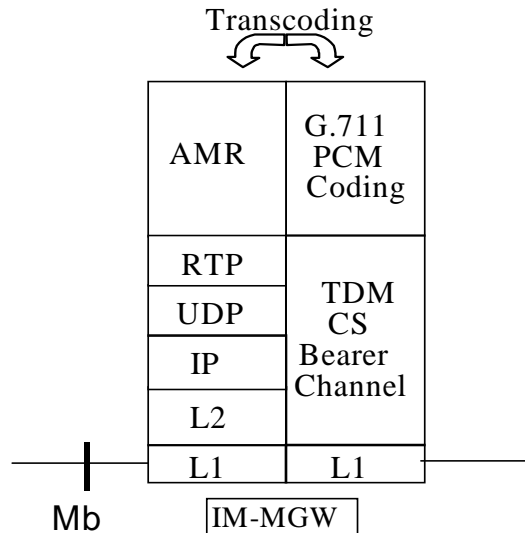 Transcoding
AMR
G.711
PCM
Coding
RTP
UDP
IP
L2
TDM
CS
Bearer
Channel
L1
L1
Mb
IM-MGW